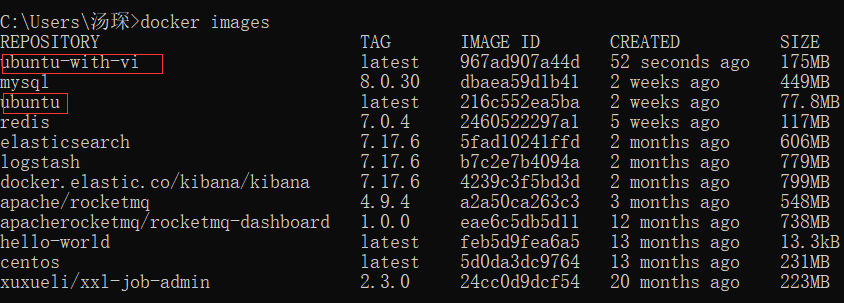 C:\Users\汤琛>docker images
REPOSITORY TAG IMAGE ID CREATED SIZE
ubuntu-with-vi latest 967ad907a44d 52 seconds ago 175MB
mysql 8.0.30 dbaea59d1b41 2 weeks ago 449MB
ubuntu latest 216c552ea5ba 2 weeks ago 77.8MB
redis 7.0.4 2460522297a1 5 weeks ago 117MB
elasticsearch 7.17.6 5fad10241ffd 2 months ago 606MB
logstash 7.17.6 b7c2e7b4094a 2 months ago 779MB
docker.elastic.co/kibana/kibana 7.17.6 4239c3f5bd3d 2 months ago 799MB
apache/rocketmq 4.9.4 a2a50ca263c3 3 months ago 548MB
apacherocketmq/rocketmq-dashboard 1.0.0 eae6c5db5d11 12 months ago 738MB
hello-world latest feb5d9fea6a5 13 months ago 13.3kB
centos latest 5d0da3dc9764 13 months ago 231MB
xuxueli/xxl-job-admin 2.3.0 24cc0d9dcf54 20 months ago 223MB